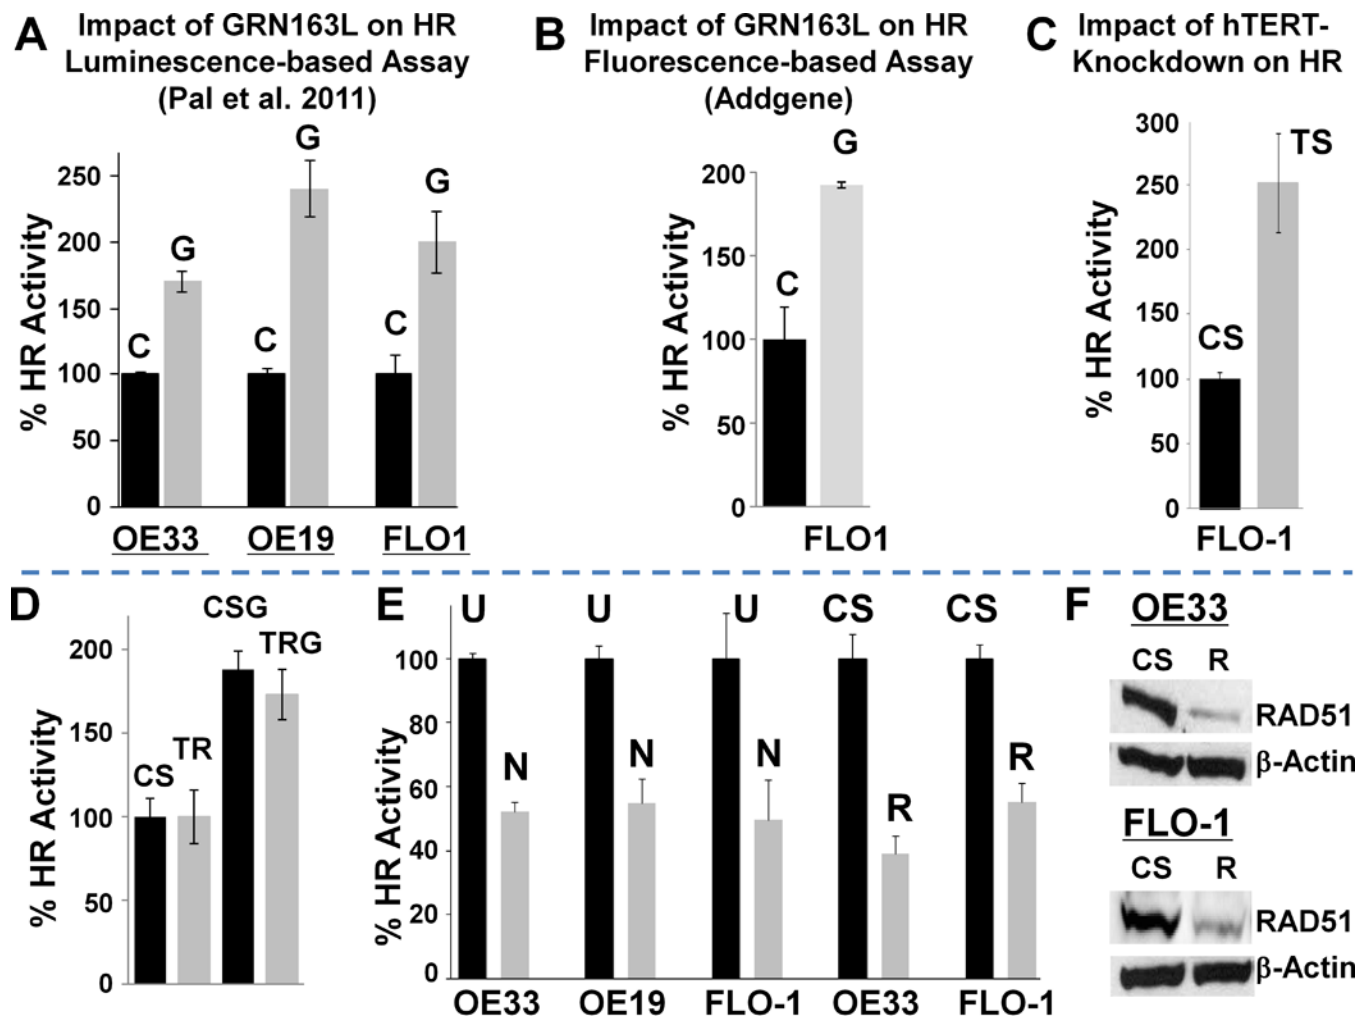 A
Impact of GRN163L on HR
Luminescence-based Assay
(Pal et al. 2011)
% HR Activity
250
200
150
100
50
0
C
G
C
G
C
G
OE33
OE19
FLO1
B
Impact of GRN163L on HR
Fluorescence-based Assay
(Addgene)
% HR Activity
200
150
100
50
0
C
G
FLO1
C
Impact of hTERT-
Knockdown on HR
% HR Activity
300
250
200
150
100
50
0
CS
TS
FLO-1
D
% HR Activity
200
150
100
50
0
CS
TR
CSG
TRG
E
% HR Activity
100
80
60
40
20
0
U
N
U
N
U
N
CS
R
CS
R
OE33
OE19
FLO-1
OE33
FLO-1
F
OE33
CS R
RAD51
β-Actin
FLO-1
CS R
RAD51
β-Actin